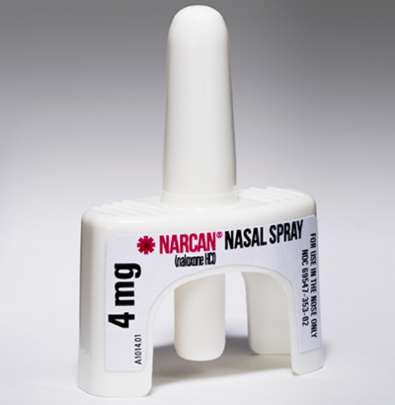 NARCAN® NASAL SPRAY
(naloxone HCl)
4 mg
A1014.01
FOR USE IN THE NOSE ONLY
NDC 69547-353-02